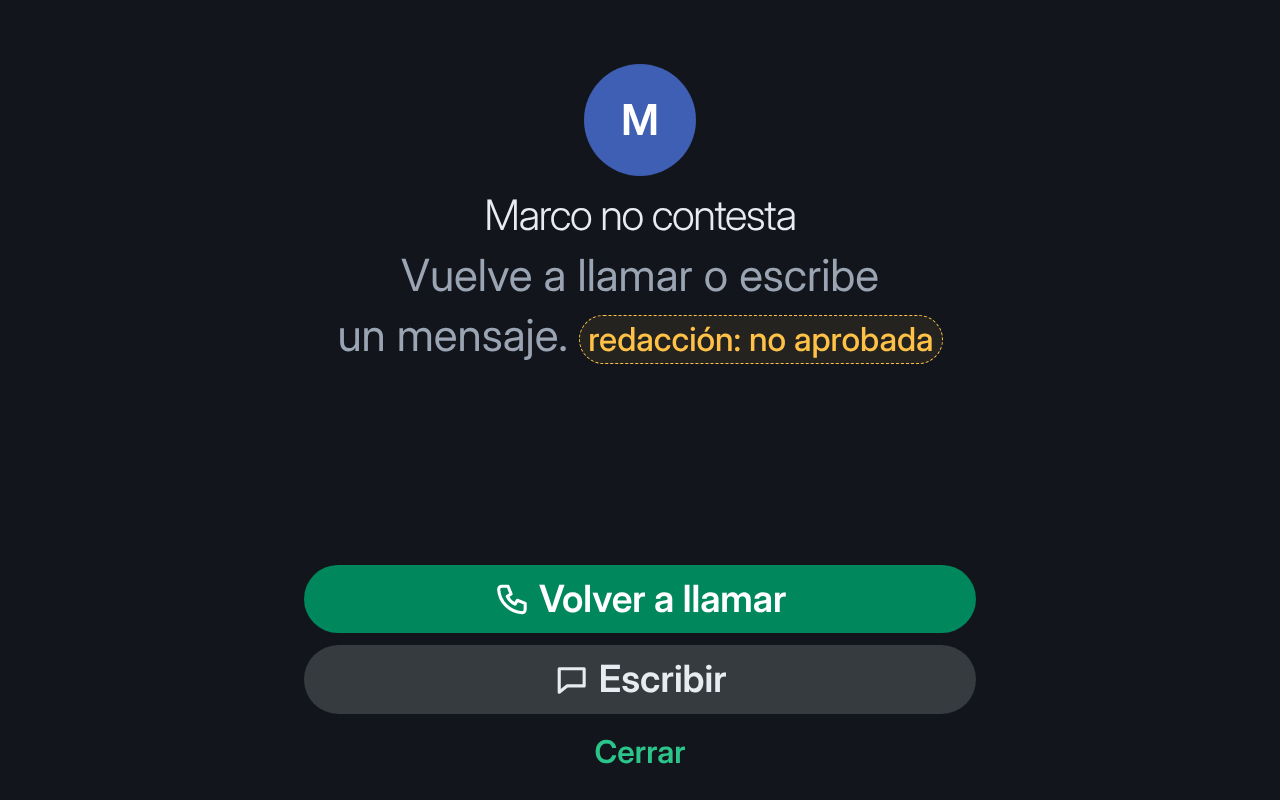 M
Marco no contesta
Vuelve a llamar o escribe
un mensaje. redacción: no aprobada
Volver a llamar
Escribir
Cerrar